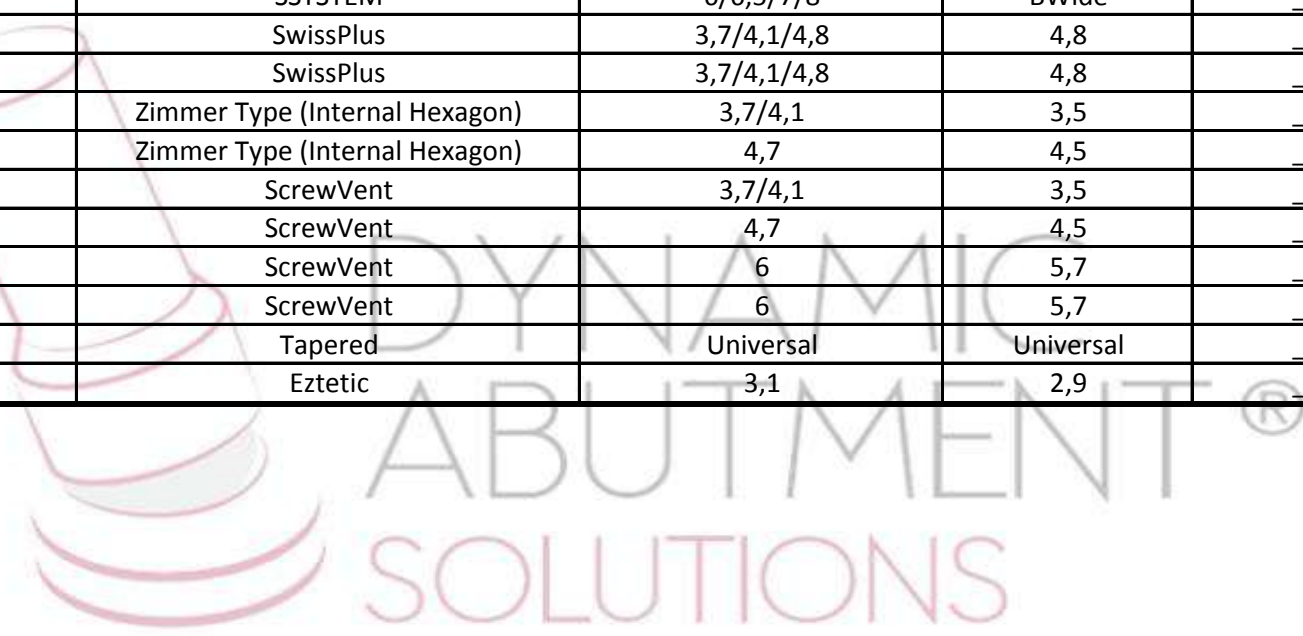 SwissPlus 3,7/4,1/4,8 4,8 _
SwissPlus 3,7/4,1/4,8 4,8 _
Zimmer Type (Internal Hexagon) 3,7/4,1 3,5 _
Zimmer Type (Internal Hexagon) 4,7 4,5 _
ScrewVent 3,7/4,1 3,5 _
ScrewVent 4,7 4,5 _
ScrewVent 6 5,7 _
ScrewVent 6 5,7 _
Tapered Universal Universal _
Eztetic 3,1 2,9 _
DYNAMIC
ABUTMENT ®
SOLUTIONS